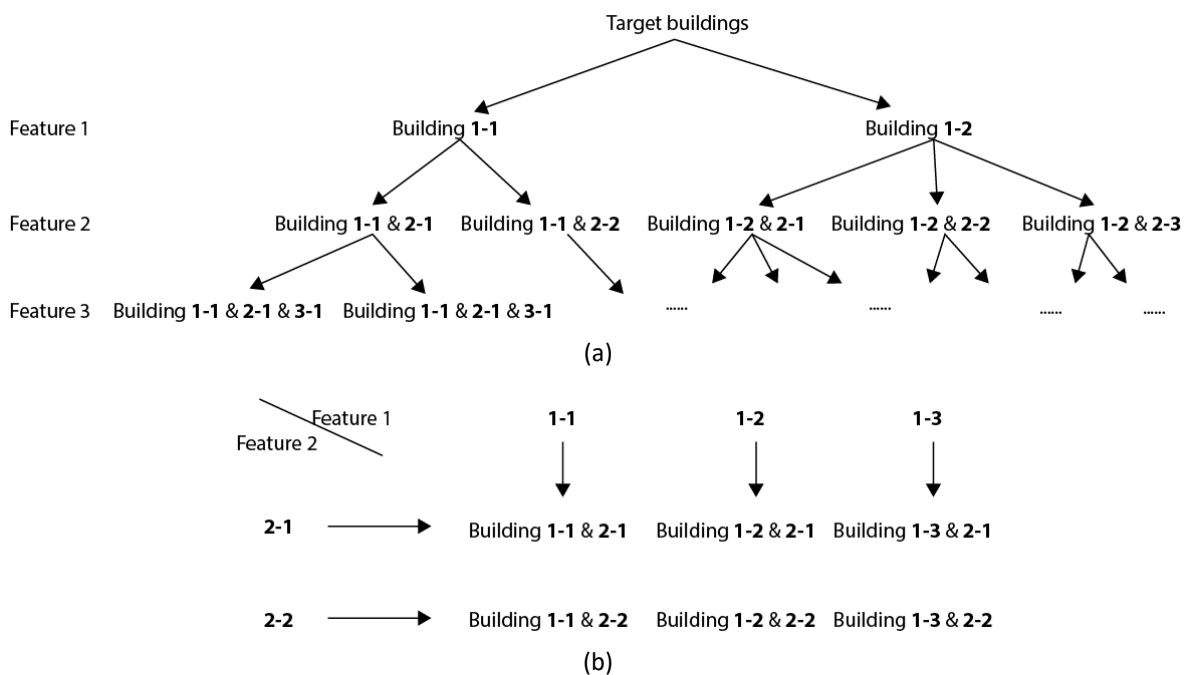 Target buildings
Feature 1 Building 1-1 Building 1-2
Feature 2 Building 1-1 & 2-1 Building 1-1 & 2-2 Building 1-2 & 2-1 Building 1-2 & 2-2 Building 1-2 & 2-3
Feature 3 Building 1-1 & 2-1 & 3-1 Building 1-1 & 2-1 & 3-1 ...... ...... ...... ......
(a)
Feature 1 1-1 1-2 1-3
Feature 2
2-1 Building 1-1 & 2-1 Building 1-2 & 2-1 Building 1-3 & 2-1
2-2 Building 1-1 & 2-2 Building 1-2 & 2-2 Building 1-3 & 2-2
(b)